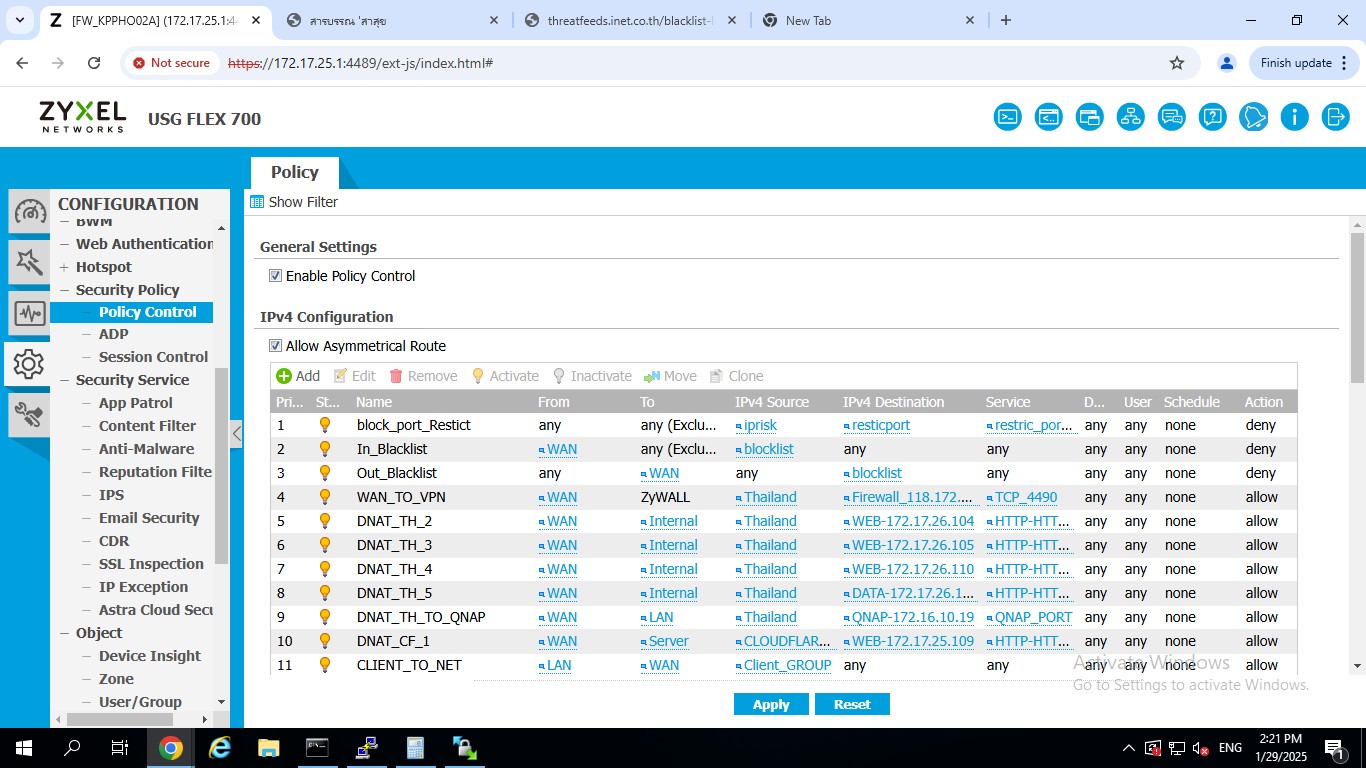 [FW_KPPHO02A] (172.17.25.1:44
สารบรรณ 'สาสุข
threatfeeds.inet.co.th/blacklist-
New Tab
Not secure
https://172.17.25.1:4489/ext-js/index.html#
Finish update
ZYXEL
NETWORKS
USG FLEX 700
CONFIGURATION
BWM
Web Authentication
Hotspot
Security Policy
Policy Control
ADP
Session Control
Security Service
App Patrol
Content Filter
Anti-Malware
Reputation Filte
IPS
Email Security
CDR
SSL Inspection
IP Exception
Astra Cloud Secu
Object
Device Insight
Zone
User/Group
Policy
Show Filter
General Settings
Enable Policy Control
IPv4 Configuration
Allow Asymmetrical Route
Add Edit Remove Activate Inactivate Move Clone
Pri... St... Name From To IPv4 Source IPv4 Destination Service D... User Schedule Action
1 block_port_Restict any any (Exclu... iprisk resticport restric_por... any any none deny
2 In_Blacklist WAN any (Exclu... blocklist any any any any none deny
3 Out_Blacklist any WAN any blocklist any any any none deny
4 WAN_TO_VPN WAN ZyWALL Thailand Firewall_118.172.... TCP_4490 any any none allow
5 DNAT_TH_2 WAN Internal Thailand WEB-172.17.26.104 HTTP-HTT... any any none allow
6 DNAT_TH_3 WAN Internal Thailand WEB-172.17.26.105 HTTP-HTT... any any none allow
7 DNAT_TH_4 WAN Internal Thailand WEB-172.17.26.110 HTTP-HTT... any any none allow
8 DNAT_TH_5 WAN Internal Thailand DATA-172.17.26.1... HTTP-HTT... any any none allow
9 DNAT_TH_TO_QNAP WAN LAN Thailand QNAP-172.16.10.19 QNAP_PORT any any none allow
10 DNAT_CF_1 WAN Server CLOUDFLAR... WEB-172.17.25.109 HTTP-HTT... any any none allow
11 CLIENT_TO_NET LAN WAN Client_GROUP any any any any none allow
Activate Windows
Go to Settings to activate Windows.
Apply Reset
ENG
2:21 PM
1/29/2025
1